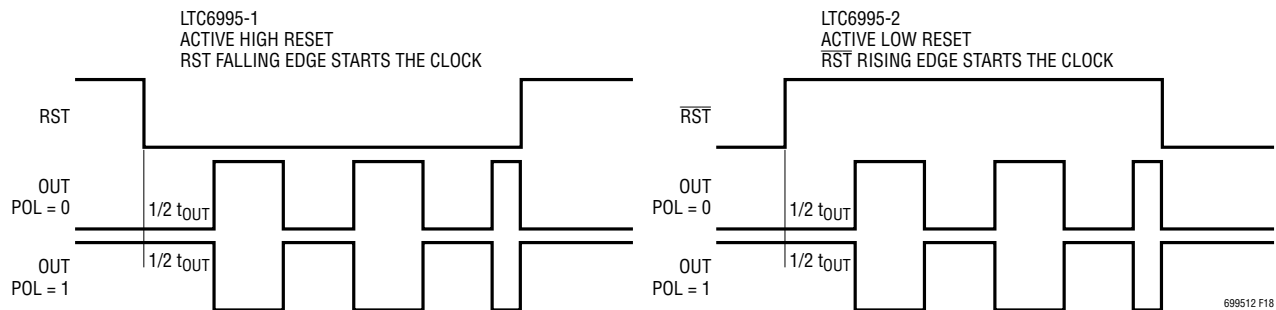 LTC6995-1
ACTIVE HIGH RESET
RST FALLING EDGE STARTS THE CLOCK
RST
OUT
POL = 0
1/2 tOUT
OUT
POL = 1
1/2 tOUT
LTC6995-2
ACTIVE LOW RESET
R̅S̅T̅ RISING EDGE STARTS THE CLOCK
R̅S̅T̅
OUT
POL = 0
1/2 tOUT
OUT
POL = 1
1/2 tOUT
699512 F18